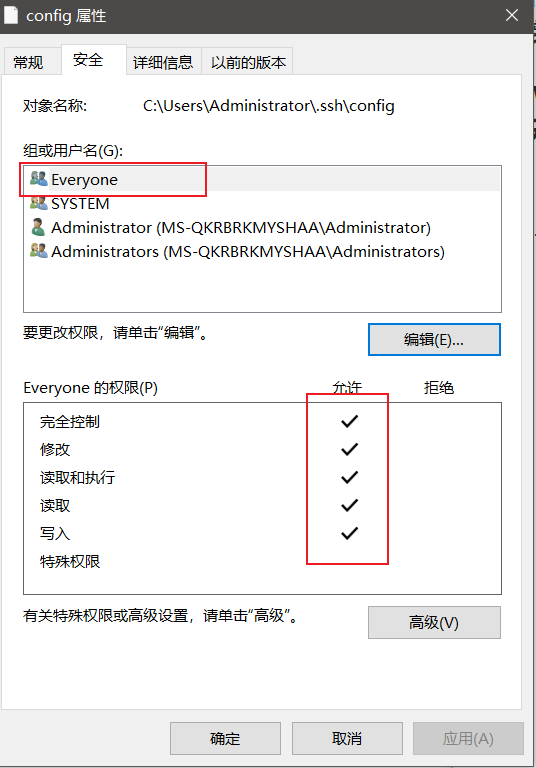 config 属性
常规 安全 详细信息 以前的版本
对象名称: C:\Users\Administrator\.ssh\config
组或用户名(G):
Everyone
SYSTEM
Administrator (MS-QKRBRKMYSHAA\Administrator)
Administrators (MS-QKRBRKMYSHAA\Administrators)
要更改权限，请单击“编辑”。
编辑(E)...
Everyone 的权限(P) 允许 拒绝
完全控制
修改
读取和执行
读取
写入
特殊权限
有关特殊权限或高级设置，请单击“高级”。
高级(V)
确定 取消 应用(A)